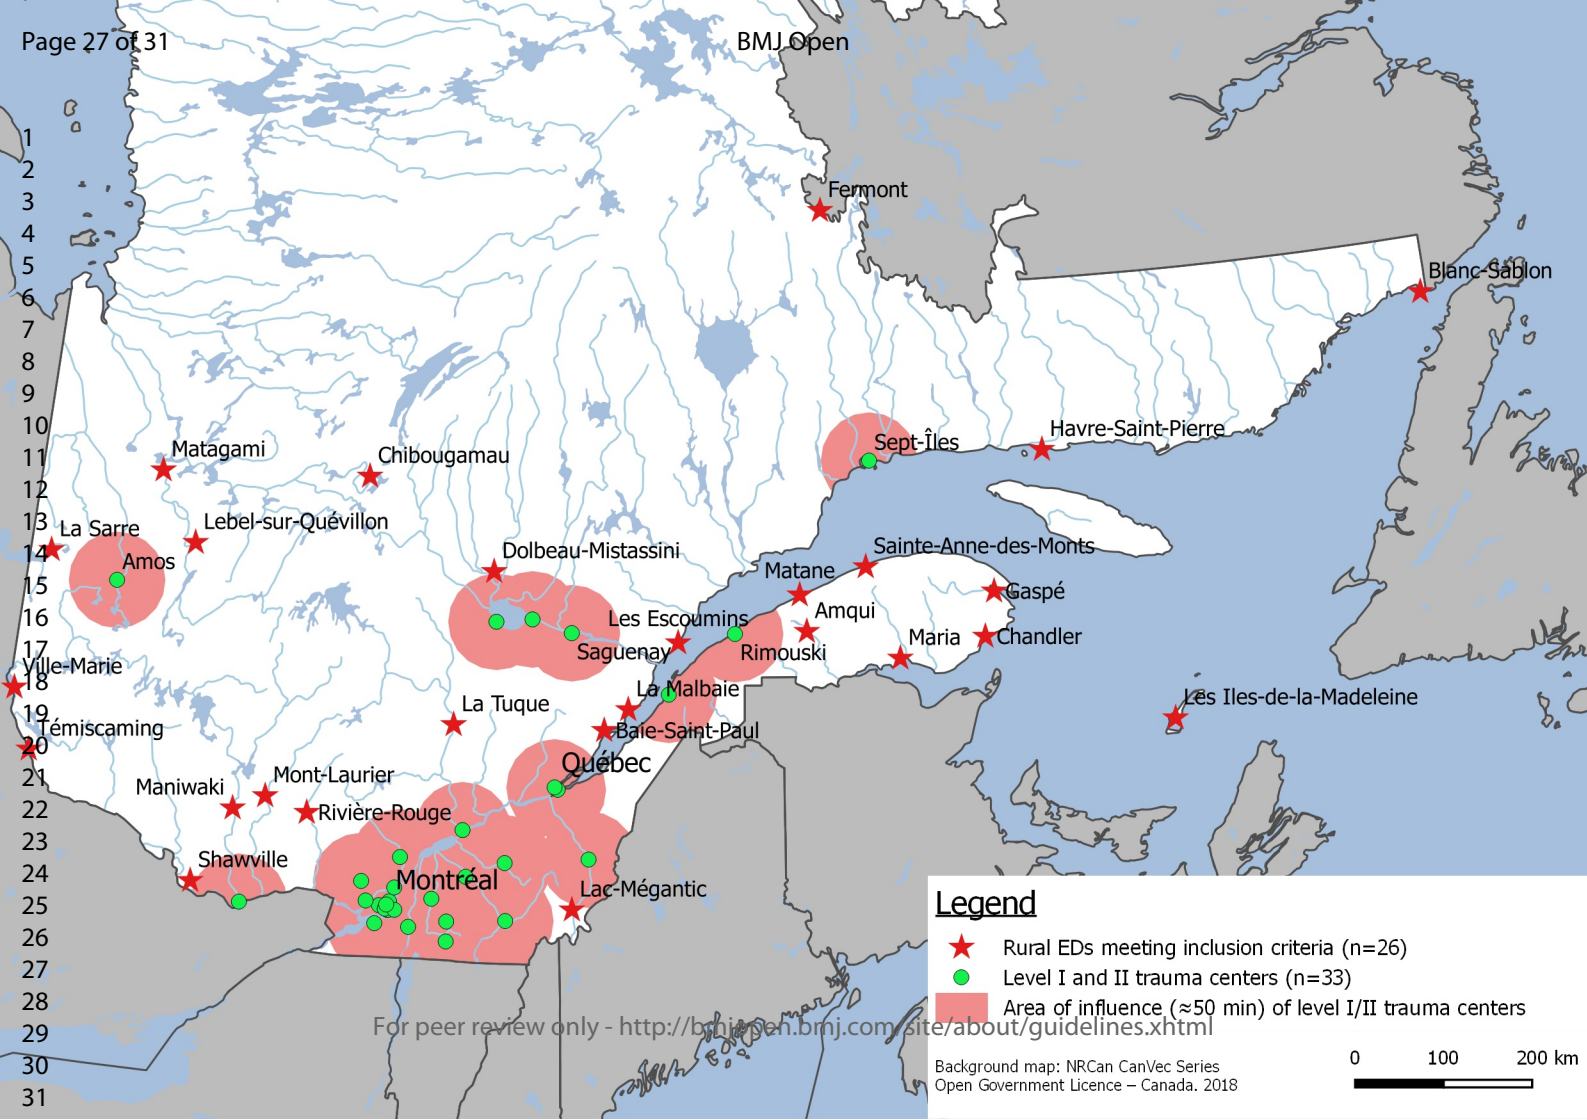 Page 27 of 31
BMJ Open
1
2
3
4
5
6
7
8
9
10
11
12
13
14
15
16
17
18
19
20
21
22
23
24
25
26
27
28
29
30
31
Fermont
Blanc-Sablon
Havre-Saint-Pierre
Sept-Îles
Matagami
Chibougamau
La Sarre
Lebel-sur-Quévillon
Amos
Dolbeau-Mistassini
Sainte-Anne-des-Monts
Matane
Gaspé
Amqui
Les Escoumins
Maria
Chandler
Saguenay
Rimouski
Ville-Marie
La Malbaie
Les Iles-de-la-Madeleine
La Tuque
Témiscaming
Baie-Saint-Paul
Québec
Mont-Laurier
Maniwaki
Rivière-Rouge
Shawville
Montréal
Lac-Mégantic
Legend
Rural EDs meeting inclusion criteria (n=26)
Level I and II trauma centers (n=33)
Area of influence (≈50 min) of level I/II trauma centers
For peer review only - http://bmjopen.bmj.com/site/about/guidelines.xhtml
Background map: NRCan CanVec Series
Open Government Licence – Canada. 2018
0 100 200 km